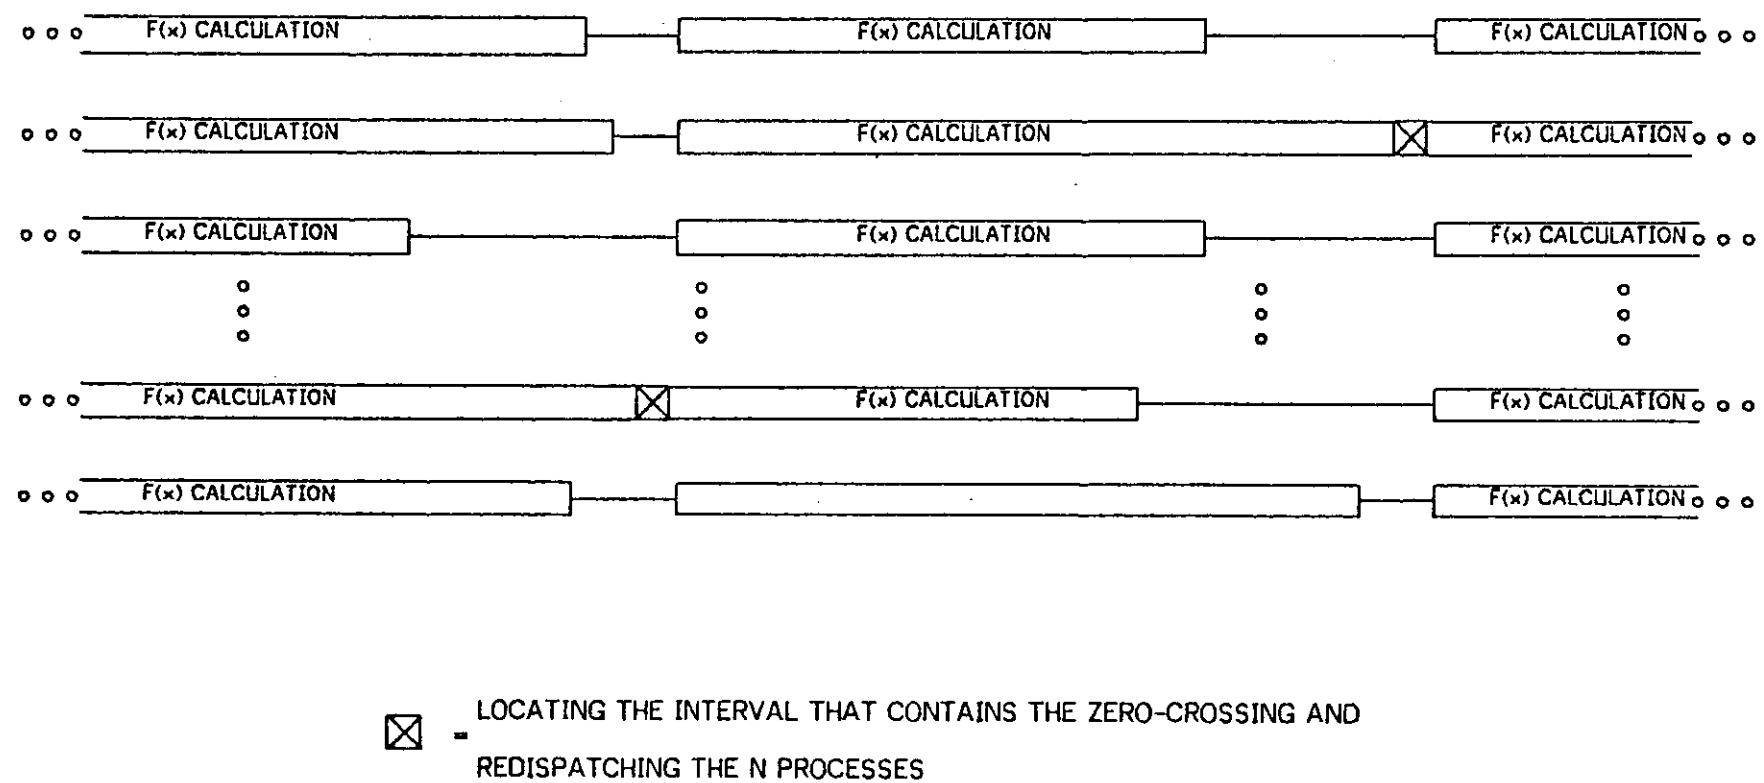 F(x) CALCULATION F(x) CALCULATION F(x) CALCULATION
F(x) CALCULATION F(x) CALCULATION F(x) CALCULATION
F(x) CALCULATION F(x) CALCULATION F(x) CALCULATION
F(x) CALCULATION F(x) CALCULATION F(x) CALCULATION
F(x) CALCULATION F(x) CALCULATION
= LOCATING THE INTERVAL THAT CONTAINS THE ZERO-CROSSING AND
REDISPATCHING THE N PROCESSES